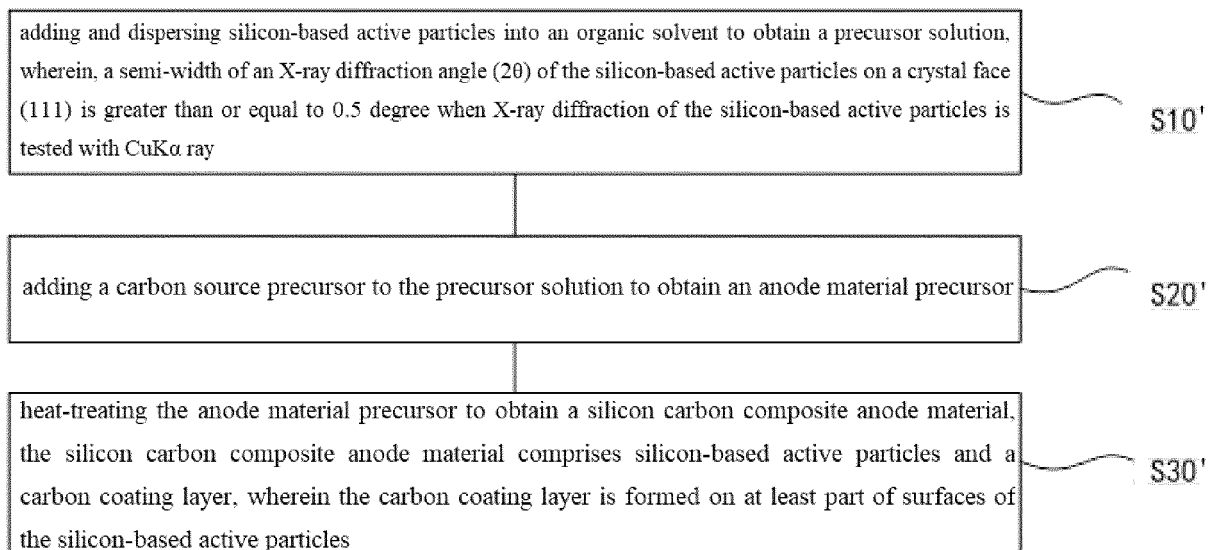 adding and dispersing silicon-based active particles into an organic solvent to obtain a precursor solution,
wherein, a semi-width of an X-ray diffraction angle (2θ) of the silicon-based active particles on a crystal face
(111) is greater than or equal to 0.5 degree when X-ray diffraction of the silicon-based active particles is
tested with CuKα ray
S10'
adding a carbon source precursor to the precursor solution to obtain an anode material precursor
S20'
heat-treating the anode material precursor to obtain a silicon carbon composite anode material,
the silicon carbon composite anode material comprises silicon-based active particles and a
carbon coating layer, wherein the carbon coating layer is formed on at least part of surfaces of
the silicon-based active particles
S30'